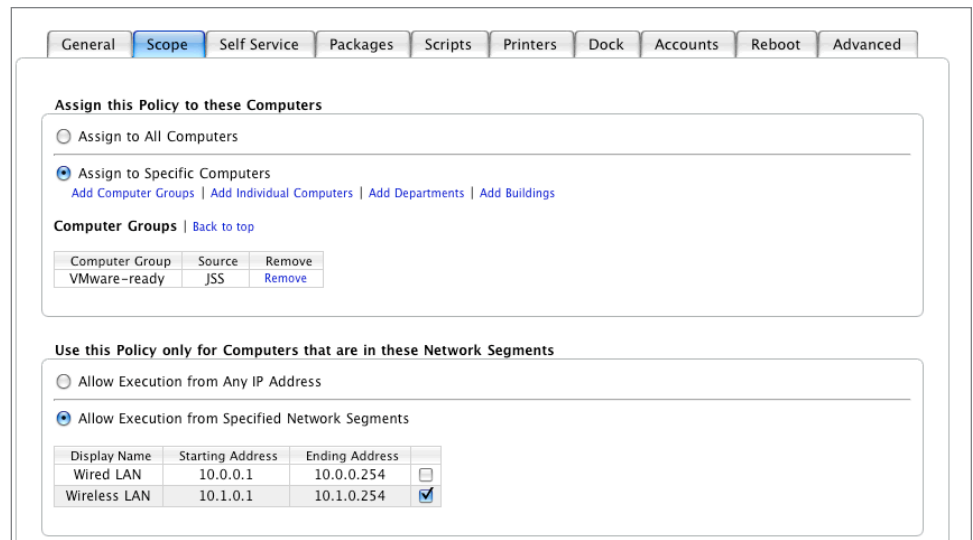 General Scope Self Service Packages Scripts Printers Dock Accounts Reboot Advanced
Assign this Policy to these Computers
Assign to All Computers
Assign to Specific Computers
Add Computer Groups | Add Individual Computers | Add Departments | Add Buildings
Computer Groups | Back to top
Computer Group Source Remove
VMware-ready JSS Remove
Use this Policy only for Computers that are in these Network Segments
Allow Execution from Any IP Address
Allow Execution from Specified Network Segments
Display Name Starting Address Ending Address
Wired LAN 10.0.0.1 10.0.0.254
Wireless LAN 10.1.0.1 10.1.0.254